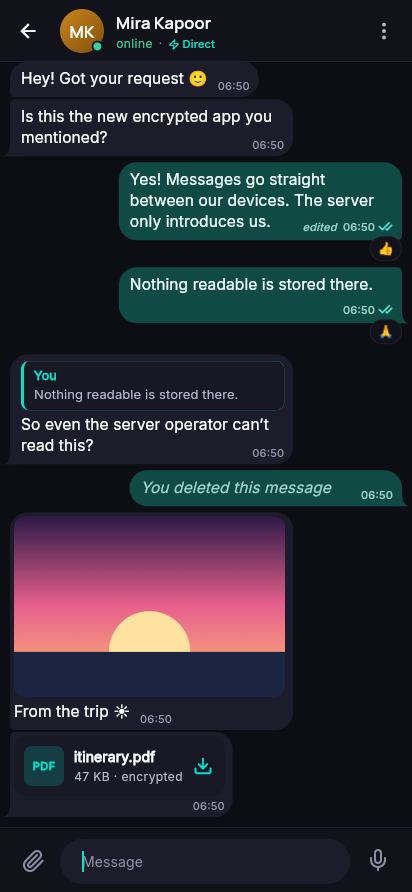 MK
Mira Kapoor
online · Direct
Hey! Got your request 🙂 06:50
Is this the new encrypted app you
mentioned?
06:50
Yes! Messages go straight
between our devices. The server
only introduces us. edited 06:50
👍
Nothing readable is stored there.
06:50
🙏
You
Nothing readable is stored there.
So even the server operator can’t
read this?
06:50
You deleted this message 06:50
From the trip ☀ 06:50
PDF
itinerary.pdf
47 KB · encrypted
06:50
Message